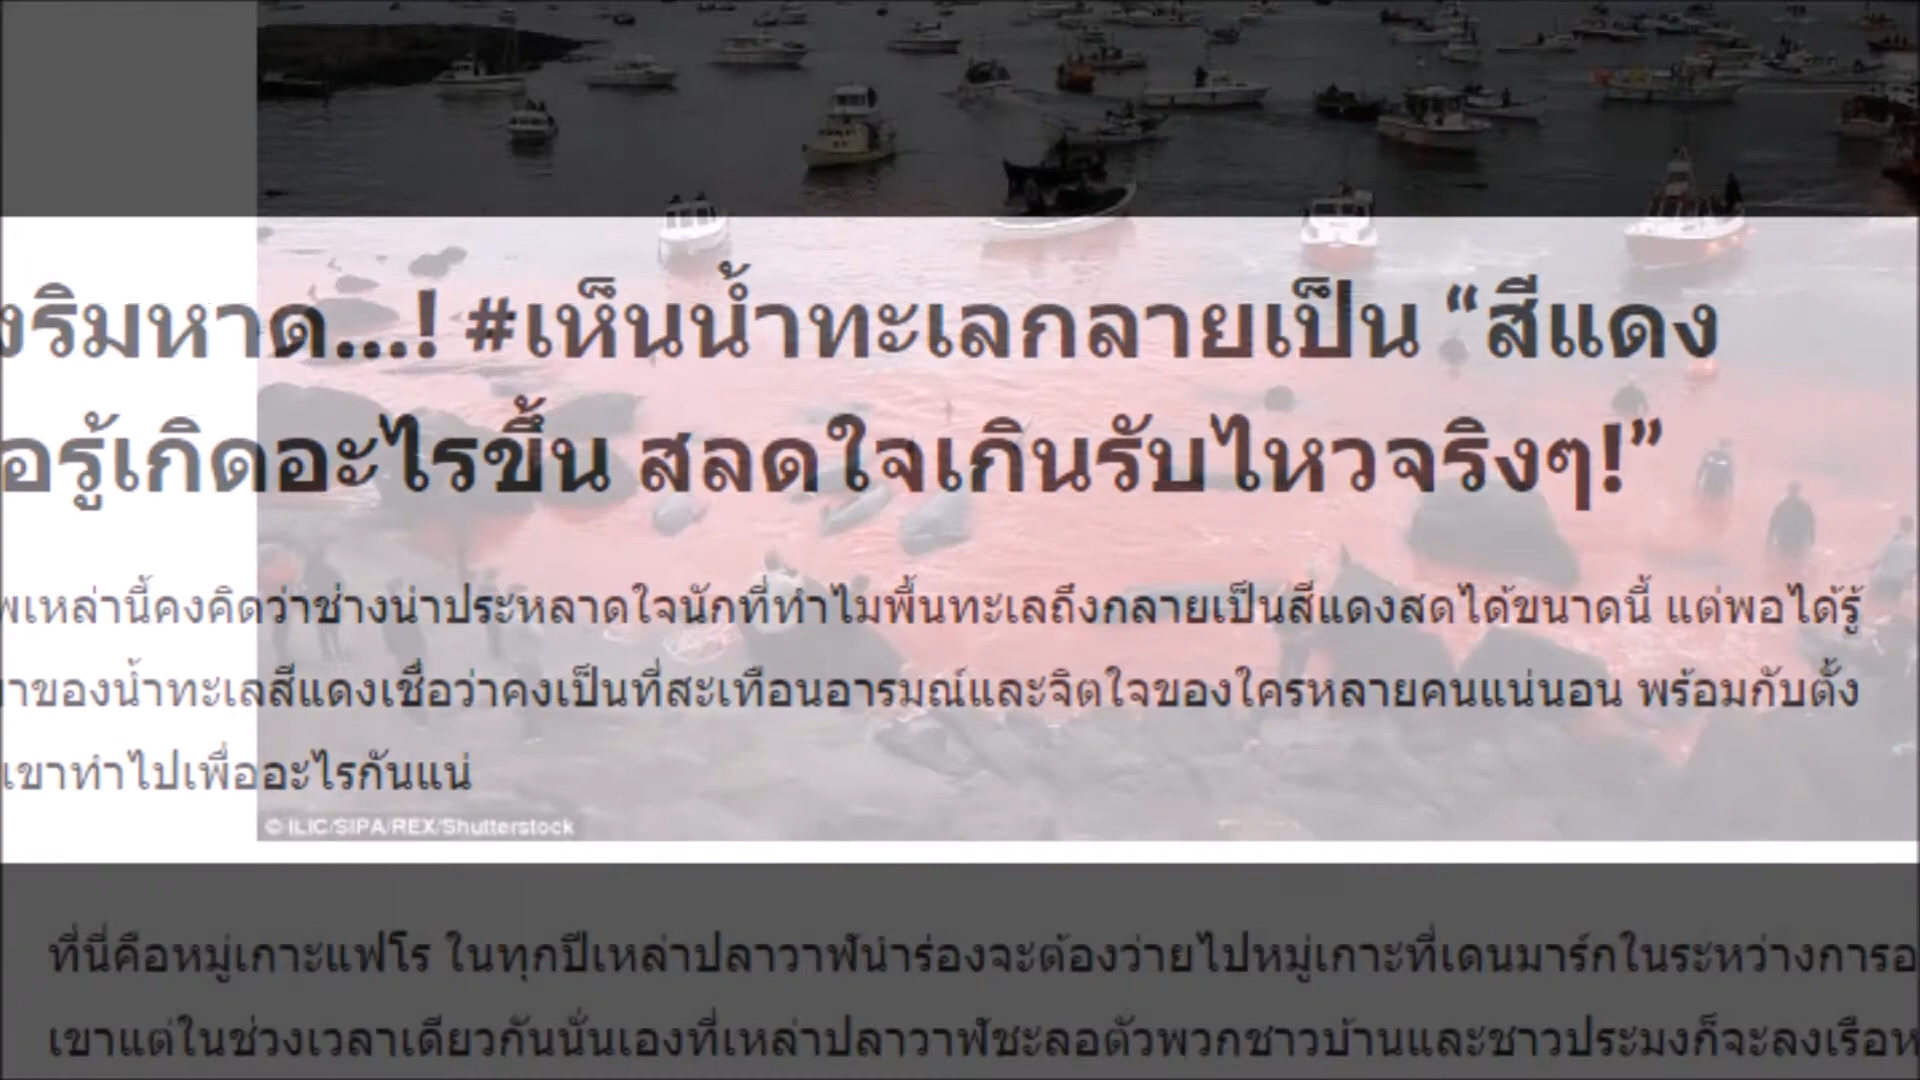 งริมหาด...! #เห็นน้ำทะเลกลายเป็น “สีแดง
อรู้เกิดอะไรขึ้น สลดใจเกินรับไหวจริงๆ!”
พเหล่านี้คงคิดว่าช่างน่าประหลาดใจนักที่ทำไมพื้นทะเลถึงกลายเป็นสีแดงสดได้ขนาดนี้ แต่พอได้รู้
าของน้ำทะเลสีแดงเชื่อว่าคงเป็นที่สะเทือนอารมณ์และจิตใจของใครหลายคนแน่นอน พร้อมกับตั้ง
เขาทำไปเพื่ออะไรกันแน่
© ILIC/SIPA/REX/Shutterstock
ที่นี่คือหมู่เกาะแฟโร ในทุกปีเหล่าปลาวาฬนำร่องจะต้องว่ายไปหมู่เกาะที่เดนมาร์กในระหว่างการอ
เขาแต่ในช่วงเวลาเดียวกันนั่นเองที่เหล่าปลาวาฬชะลอตัวพวกชาวบ้านและชาวประมงก็จะลงเรือห